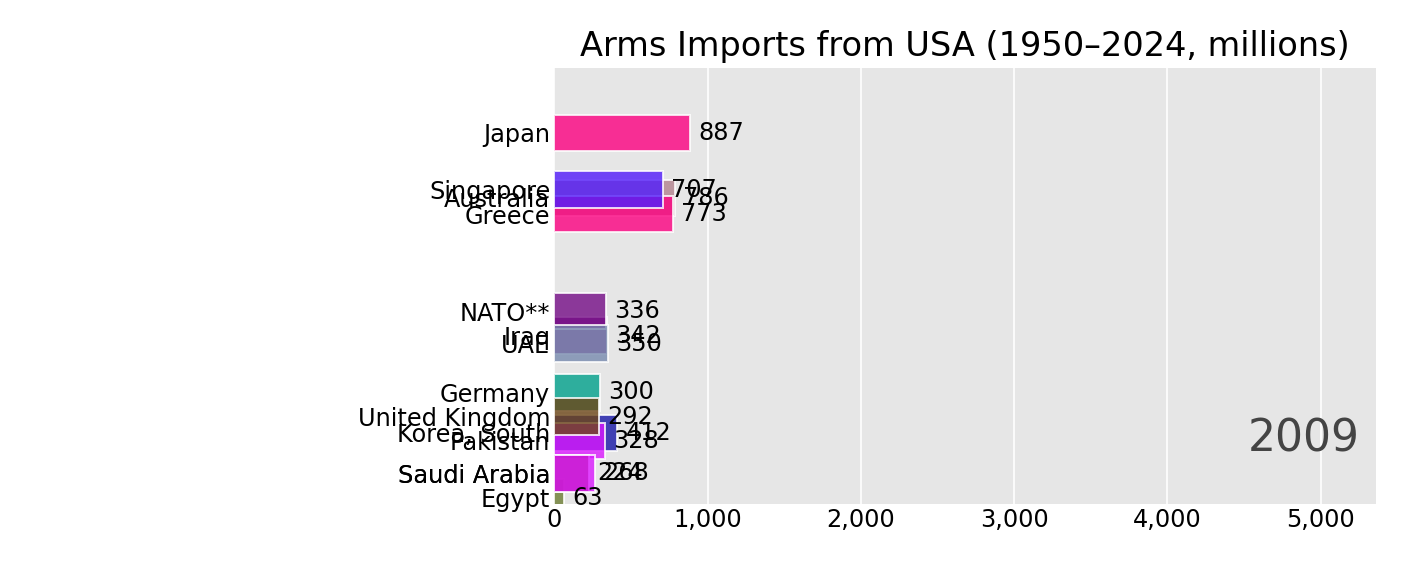 Arms Imports from USA (1950–2024, millions)
Japan 887
Singapore 707
Australia 786
Greece 773
NATO** 336
Iraq 342
UAE 350
Germany 300
United Kingdom 292
Korea, South 412
Pakistan 328
Saudi Arabia 268
Egypt 63
2009
0 1,000 2,000 3,000 4,000 5,000